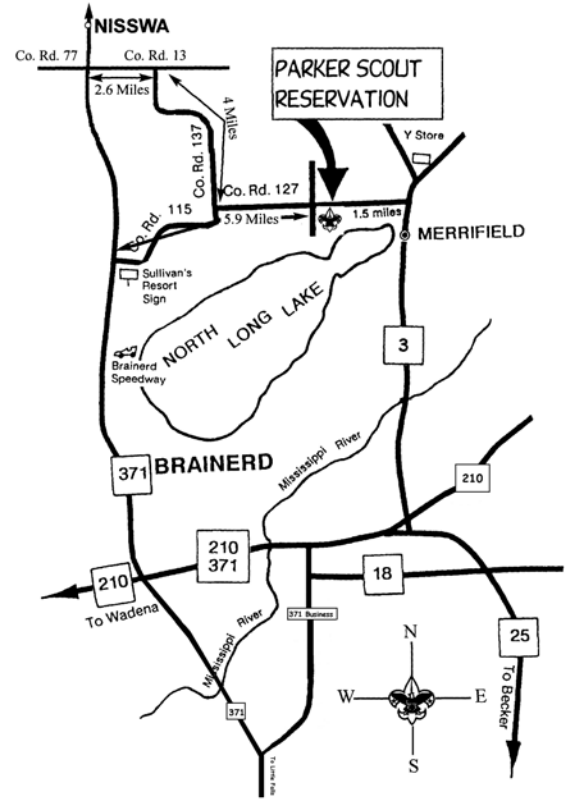 NISSWA
Co. Rd. 77
Co. Rd. 13
2.6 Miles
4 Miles
PARKER SCOUT
RESERVATION
Y Store
Co. Rd. 137
Co. Rd. 127
Co. Rd. 115
5.9 Miles
1.5 miles
MERRIFIELD
Sullivan's
Resort
Sign
NORTH LONG LAKE
3
Brainerd
Speedway
371
BRAINERD
Mississippi River
210
210
371
18
210
To Wadena
371 Business
Mississippi River
25
To Becker
371
To Little Falls
N
W
E
S